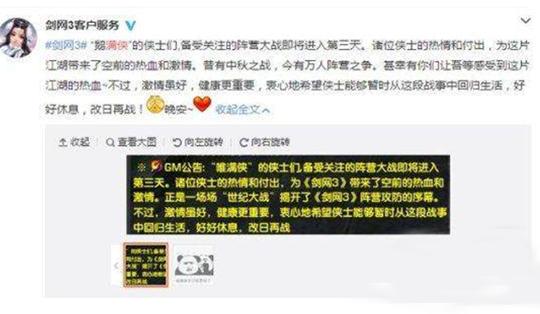 剑网3客户服务
#剑网3# "鹅满侠"的侠士们,备受关注的阵营大战即将进入第三天。诸位侠士的热情和付出，为这片
江湖带来了空前的热血和激情。昔有中秋之战，今有万人阵营之争。甚幸有你们让吾等感受到这片
江湖的热血~不过，激情虽好，健康更重要，衷心地希望侠士能够暂时从这段战事中回归生活，好
好休息，改日再战！晚安~ 收起全文
收起 查看大图 向左旋转 向右旋转
※ GM公告："唯满侠"的侠士们,备受关注的阵营大战即将进入
第三天。诸位侠士的热情和付出，为《剑网3》带来了空前的热血和
激情。正是一场场"世纪大战"揭开了《剑网3》阵营攻防的序幕。
不过，激情虽好，健康更重要，衷心地希望侠士能够暂时从这段战事
中回归生活，好好休息，改日再战